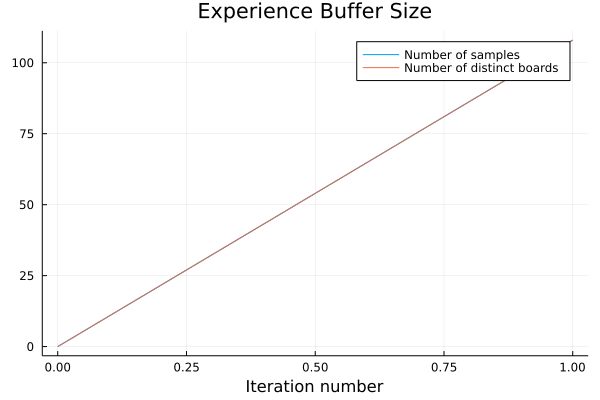 Experience Buffer Size
Number of samples
Number of distinct boards
100
75
50
25
0
0.00 0.25 0.50 0.75 1.00
Iteration number